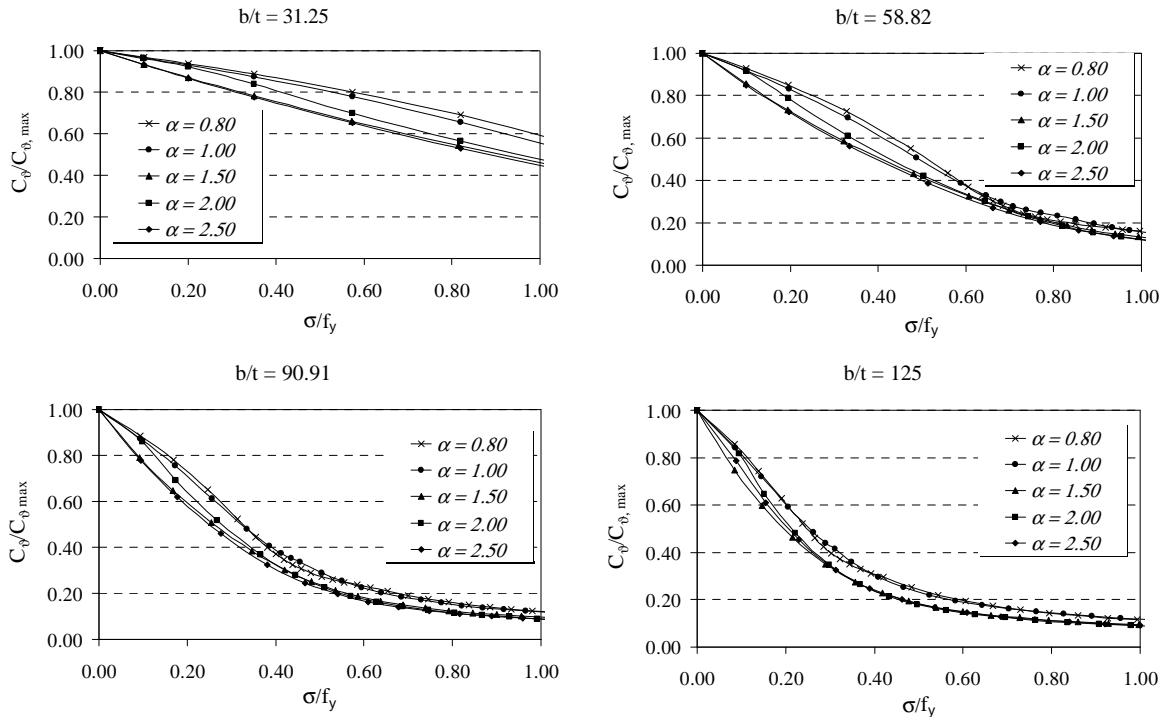 b/t = 31.25
Cϑ/Cϑ, max
1.00
0.80
0.60
0.40
0.20
0.00
α = 0.80
α = 1.00
α = 1.50
α = 2.00
α = 2.50
0.00 0.20 0.40 0.60 0.80 1.00
σ/fy
b/t = 58.82
Cϑ/Cϑ, max
1.00
0.80
0.60
0.40
0.20
0.00
α = 0.80
α = 1.00
α = 1.50
α = 2.00
α = 2.50
0.00 0.20 0.40 0.60 0.80 1.00
σ/fy
b/t = 90.91
Cϑ/Cϑ max
1.00
0.80
0.60
0.40
0.20
0.00
α = 0.80
α = 1.00
α = 1.50
α = 2.00
α = 2.50
0.00 0.20 0.40 0.60 0.80 1.00
σ/fy
b/t = 125
Cϑ/Cϑ, max
1.00
0.80
0.60
0.40
0.20
0.00
α = 0.80
α = 1.00
α = 1.50
α = 2.00
α = 2.50
0.00 0.20 0.40 0.60 0.80 1.00
σ/fy